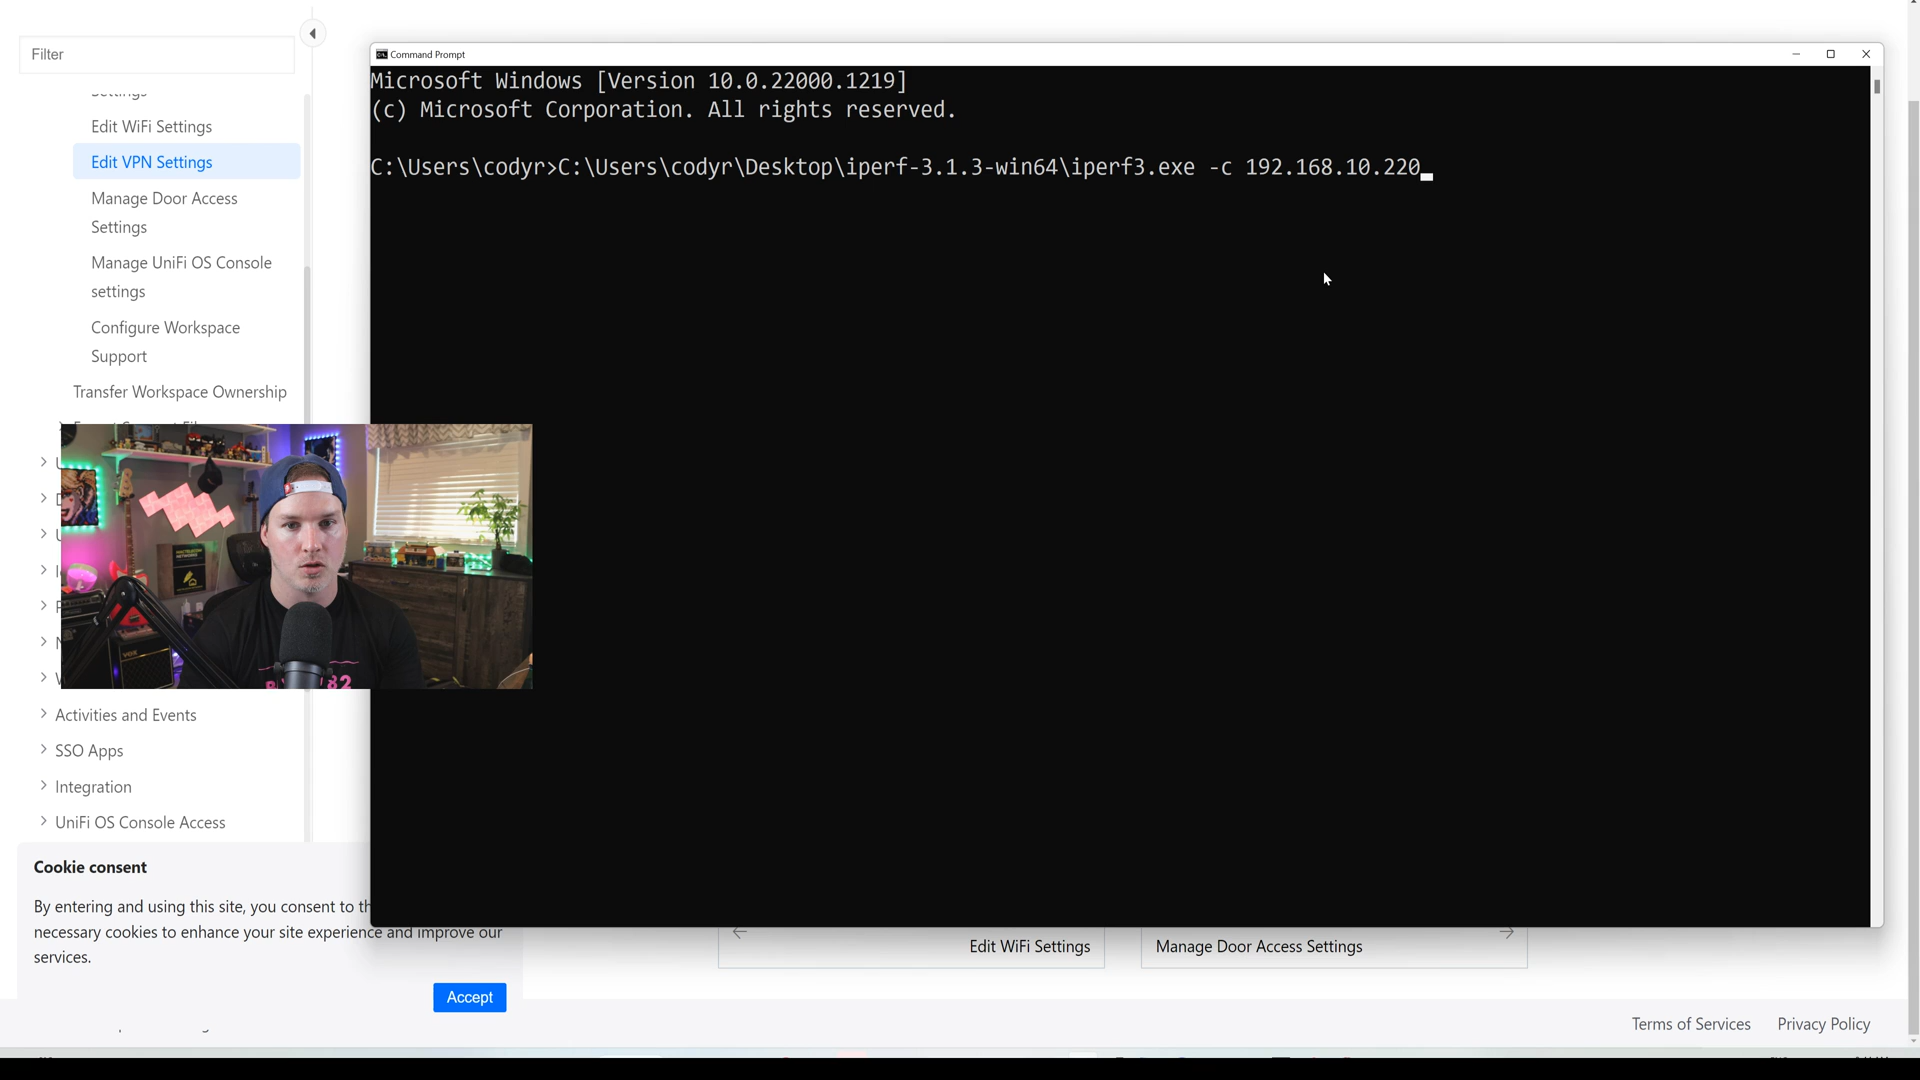 Filter
Settings
Edit WiFi Settings
Edit VPN Settings
Manage Door Access
Settings
Manage UniFi OS Console
settings
Configure Workspace
Support
Transfer Workspace Ownership
Activities and Events
SSO Apps
Integration
UniFi OS Console Access
Cookie consent
By entering and using this site, you consent to th
necessary cookies to enhance your site experience and improve our
services.
Accept
Command Prompt
Microsoft Windows [Version 10.0.22000.1219]
(c) Microsoft Corporation. All rights reserved.
C:\Users\codyr>C:\Users\codyr\Desktop\iperf-3.1.3-win64\iperf3.exe -c 192.168.10.220
VOX
Edit WiFi Settings
Manage Door Access Settings
Terms of Services
Privacy Policy